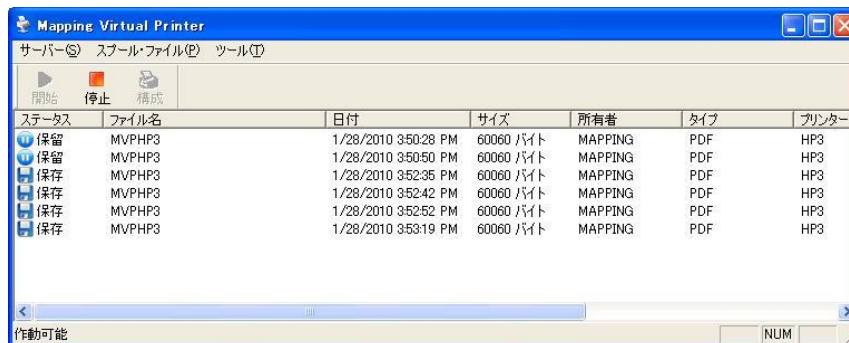 Mapping Virtual Printer
サーバー(S) スプール・ファイル(P) ツール(T)
開始 停止 構成
ステータス ファイル名 日付 サイズ 所有者 タイプ プリンター
保留 MVPHP3 1/28/2010 3:50:28 PM 60060 バイト MAPPING PDF HP3
保留 MVPHP3 1/28/2010 3:50:50 PM 60060 バイト MAPPING PDF HP3
保存 MVPHP3 1/28/2010 3:52:35 PM 60060 バイト MAPPING PDF HP3
保存 MVPHP3 1/28/2010 3:52:42 PM 60060 バイト MAPPING PDF HP3
保存 MVPHP3 1/28/2010 3:52:52 PM 60060 バイト MAPPING PDF HP3
保存 MVPHP3 1/28/2010 3:53:19 PM 60060 バイト MAPPING PDF HP3
作動可能 NUM